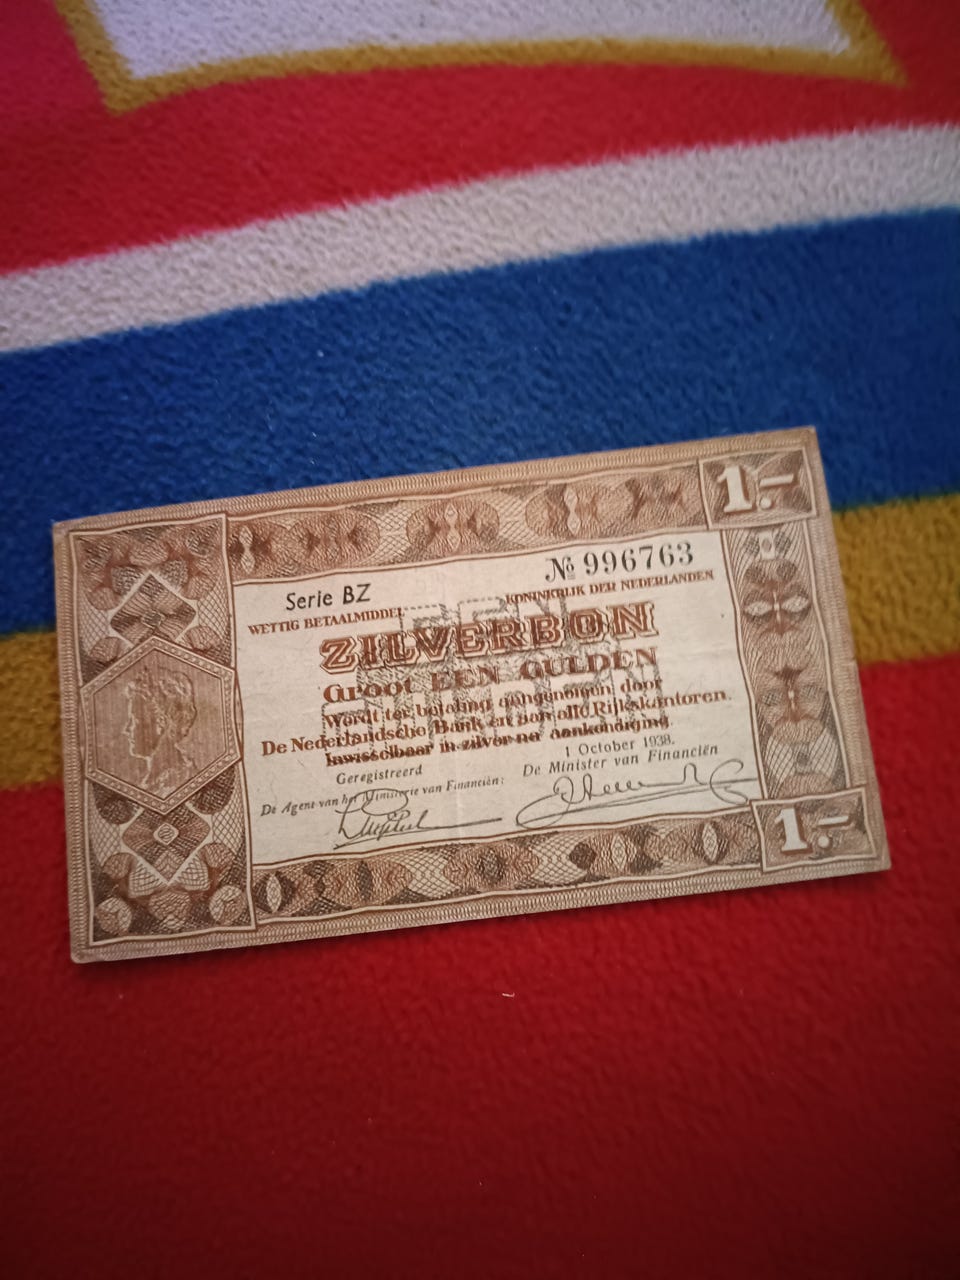 1.-
Serie BZ
№ 996763
WETTIG BETAALMIDDEL
KONINKRIJK DER NEDERLANDEN
ZILVERBON
Groot EEN GULDEN
Wordt ter betaling aangenomen door
De Nederlandsche Bank en aan alle Rijkskantoren.
Inwisselbaar in zilver na aankondiging.
1 October 1938.
Geregistreerd
De Minister van Financiën
De Agent van het Ministerie van Financiën:
1.-